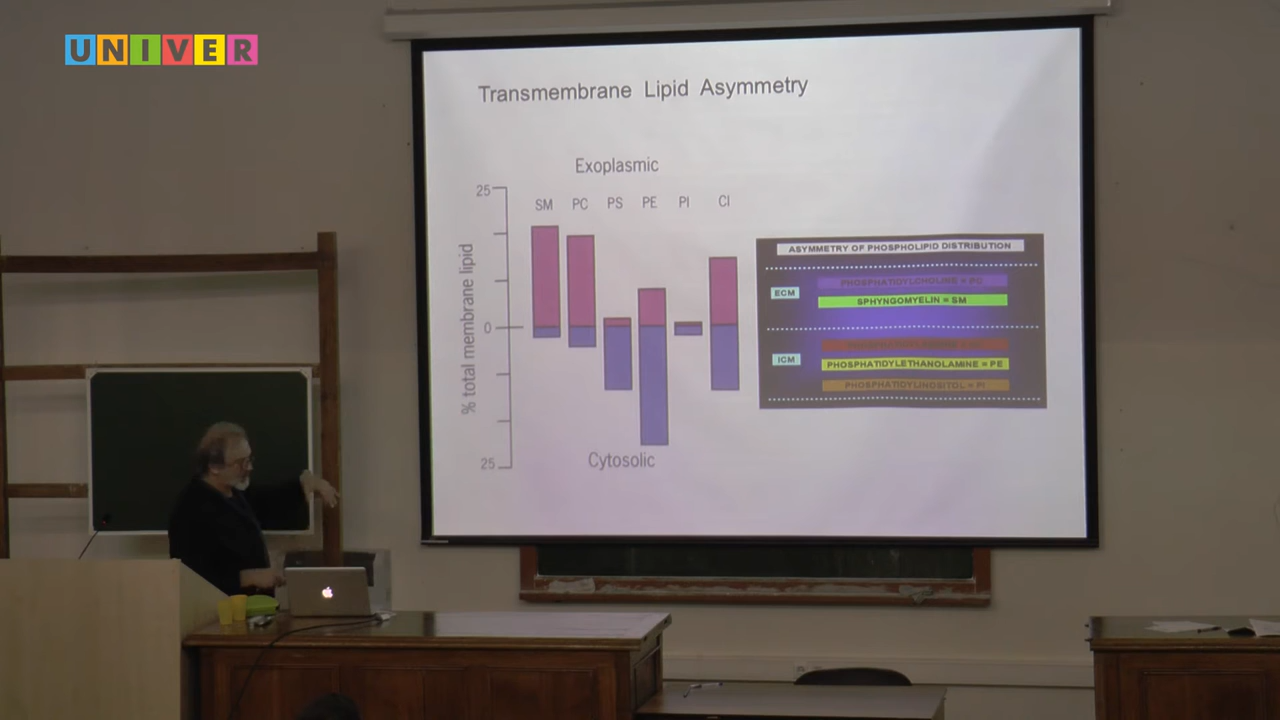 UNIVER
Transmembrane Lipid Asymmetry
Exoplasmic
25
SM PC PS PE PI Cl
% total membrane lipid
0
25
Cytosolic
ASYMMETRY OF PHOSPHOLIPID DISTRIBUTION
ECM
PHOSPHATIDYLCHOLINE = PC
SPHYNGOMYELIN = SM
ICM
PHOSPHATIDYLETHANOLAMINE = PE
PHOSPHATIDYLINOSITOL = PI